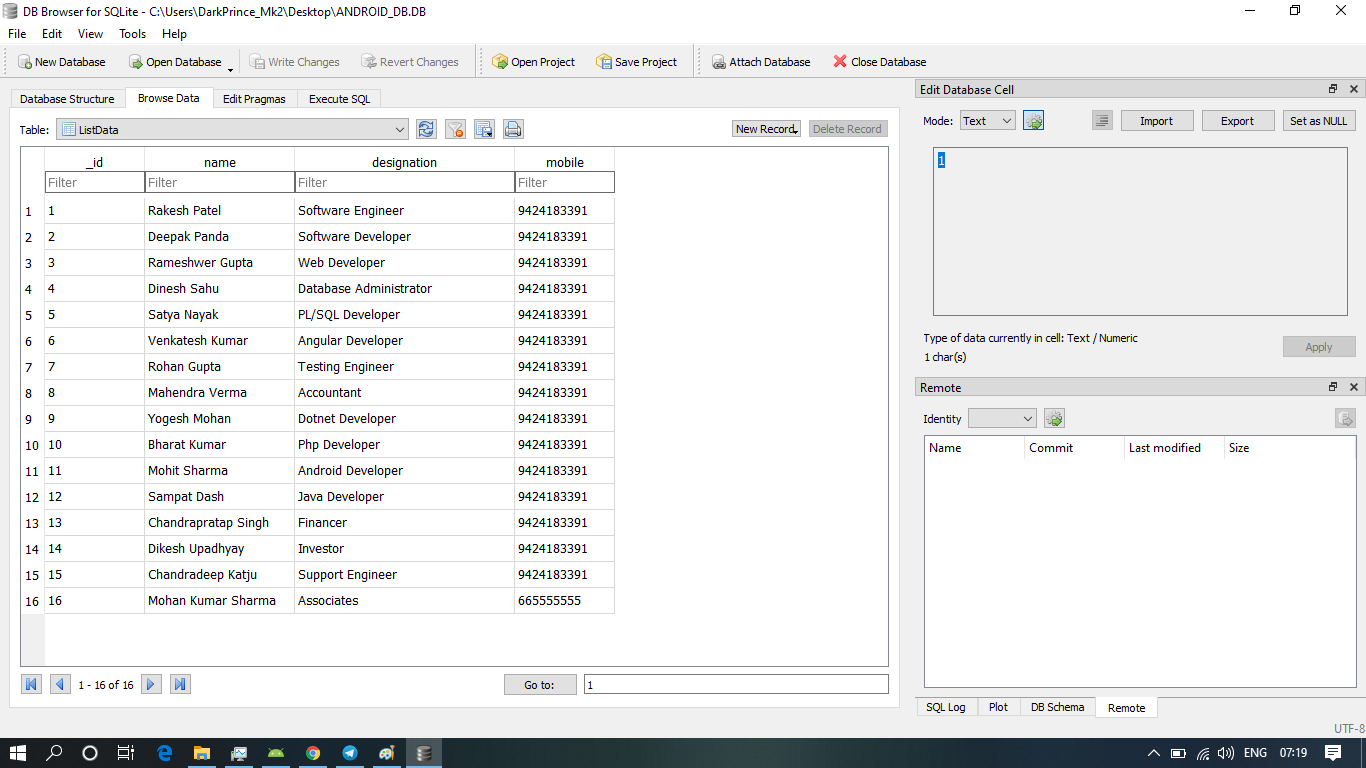 DB Browser for SQLite - C:\Users\DarkPrince_Mk2\Desktop\ANDROID_DB.DB
File Edit View Tools Help
New Database Open Database Write Changes Revert Changes Open Project Save Project Attach Database Close Database
Database Structure Browse Data Edit Pragmas Execute SQL
Table: ListData New Record Delete Record
_id name designation mobile
Filter Filter Filter Filter
1 1 Rakesh Patel Software Engineer 9424183391
2 2 Deepak Panda Software Developer 9424183391
3 3 Rameshwer Gupta Web Developer 9424183391
4 4 Dinesh Sahu Database Administrator 9424183391
5 5 Satya Nayak PL/SQL Developer 9424183391
6 6 Venkatesh Kumar Angular Developer 9424183391
7 7 Rohan Gupta Testing Engineer 9424183391
8 8 Mahendra Verma Accountant 9424183391
9 9 Yogesh Mohan Dotnet Developer 9424183391
10 10 Bharat Kumar Php Developer 9424183391
11 11 Mohit Sharma Android Developer 9424183391
12 12 Sampat Dash Java Developer 9424183391
13 13 Chandrapratap Singh Financer 9424183391
14 14 Dikesh Upadhyay Investor 9424183391
15 15 Chandradeep Katju Support Engineer 9424183391
16 16 Mohan Kumar Sharma Associates 665555555
1 - 16 of 16 Go to: 1
Edit Database Cell
Mode: Text Import Export Set as NULL
1
Type of data currently in cell: Text / Numeric
1 char(s)
Apply
Remote
Identity
Name Commit Last modified Size
SQL Log Plot DB Schema Remote
UTF-8
ENG 07:19